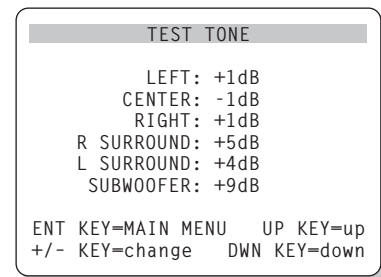 TEST TONE
LEFT: +1dB
CENTER: -1dB
RIGHT: +1dB
R SURROUND: +5dB
L SURROUND: +4dB
SUBWOOFER: +9dB
ENT KEY=MAIN MENU UP KEY=up
+/- KEY=change DWN KEY=down